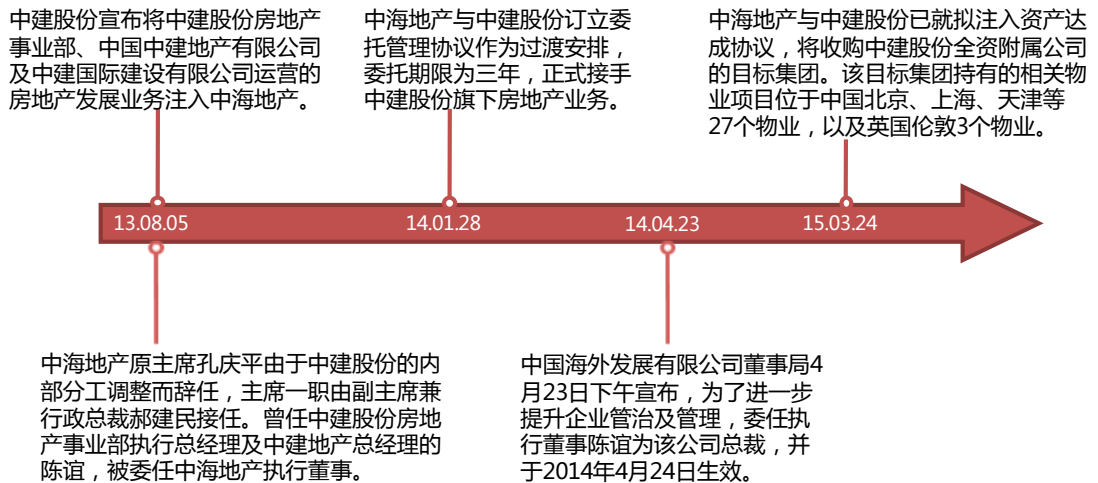 中建股份宣布将中建股份房地产
事业部、中国中建地产有限公司
及中建国际建设有限公司运营的
房地产发展业务注入中海地产。
中海地产与中建股份订立委
托管理协议作为过渡安排，
委托期限为三年，正式接手
中建股份旗下房地产业务。
中海地产与中建股份已就拟注入资产达
成协议，将收购中建股份全资附属公司
的目标集团。该目标集团持有的相关物
业项目位于中国北京、上海、天津等
27个物业，以及英国伦敦3个物业。
13.08.05
14.01.28
14.04.23
15.03.24
中海地产原主席孔庆平由于中建股份的内
部分工调整而辞任，主席一职由副主席兼
行政总裁郝建民接任。曾任中建股份房地
产事业部执行总经理及中建地产总经理的
陈谊，被委任中海地产执行董事。
中国海外发展有限公司董事局4
月23日下午宣布，为了进一步
提升企业管治及管理，委任执
行董事陈谊为该公司总裁，并
于2014年4月24日生效。